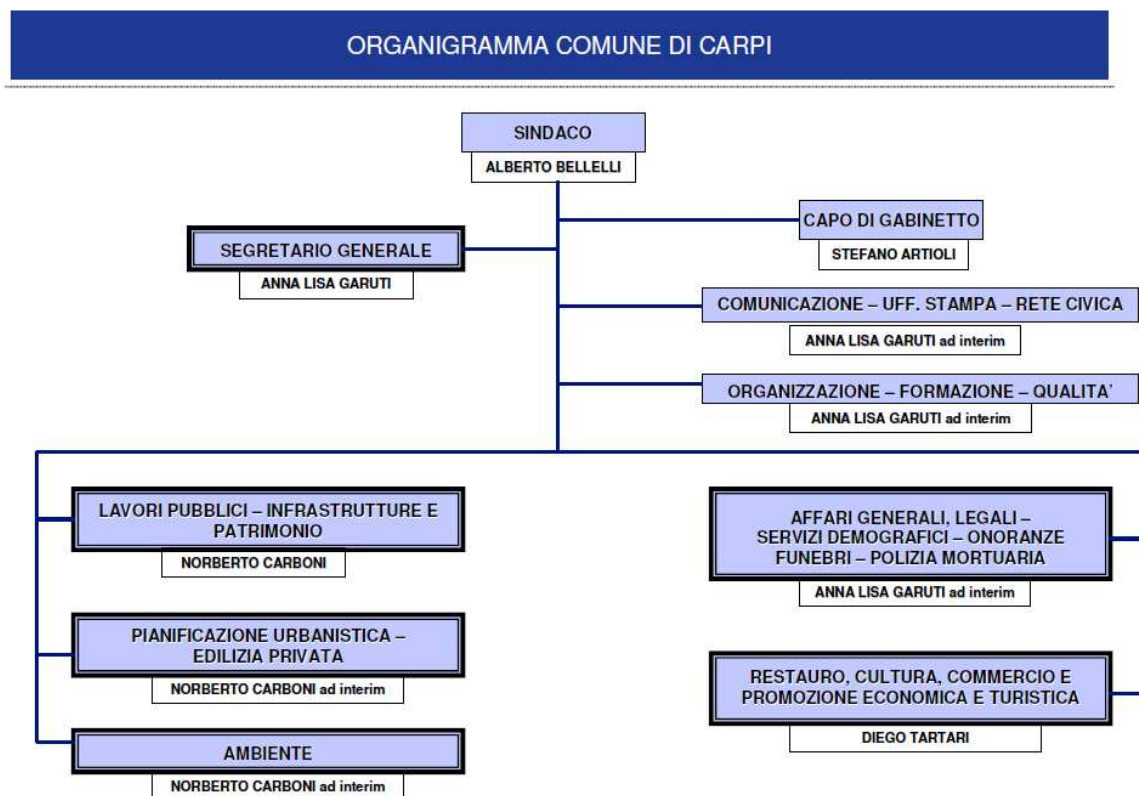 ORGANIGRAMMA COMUNE DI CARPI
SINDACO
ALBERTO BELLELLI
CAPO DI GABINETTO
STEFANO ARTIOLI
SEGRETARIO GENERALE
ANNA LISA GARUTI
COMUNICAZIONE – UFF. STAMPA – RETE CIVICA
ANNA LISA GARUTI ad interim
ORGANIZZAZIONE – FORMAZIONE – QUALITA’
ANNA LISA GARUTI ad interim
LAVORI PUBBLICI – INFRASTRUTTURE E
PATRIMONIO
NORBERTO CARBONI
PIANIFICAZIONE URBANISTICA –
EDILIZIA PRIVATA
NORBERTO CARBONI ad interim
AMBIENTE
NORBERTO CARBONI ad interim
AFFARI GENERALI, LEGALI –
SERVIZI DEMOGRAFICI – ONORANZE
FUNEBRI – POLIZIA MORTUARIA
ANNA LISA GARUTI ad interim
RESTAURO, CULTURA, COMMERCIO E
PROMOZIONE ECONOMICA E TURISTICA
DIEGO TARTARI